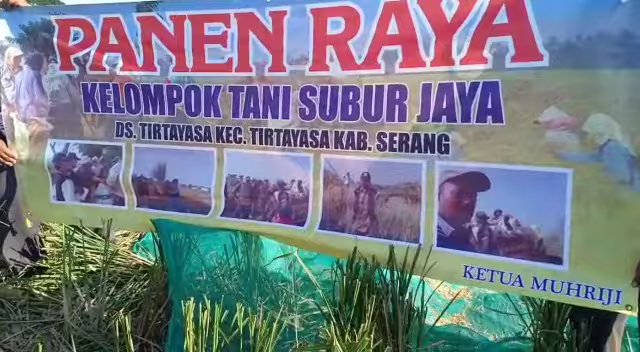 PANEN RAYA
KELOMPOK TANI SUBUR JAYA
DS. TIRTAYASA KEC. TIRTAYASA KAB. SERANG
KETUA MUHRIJI